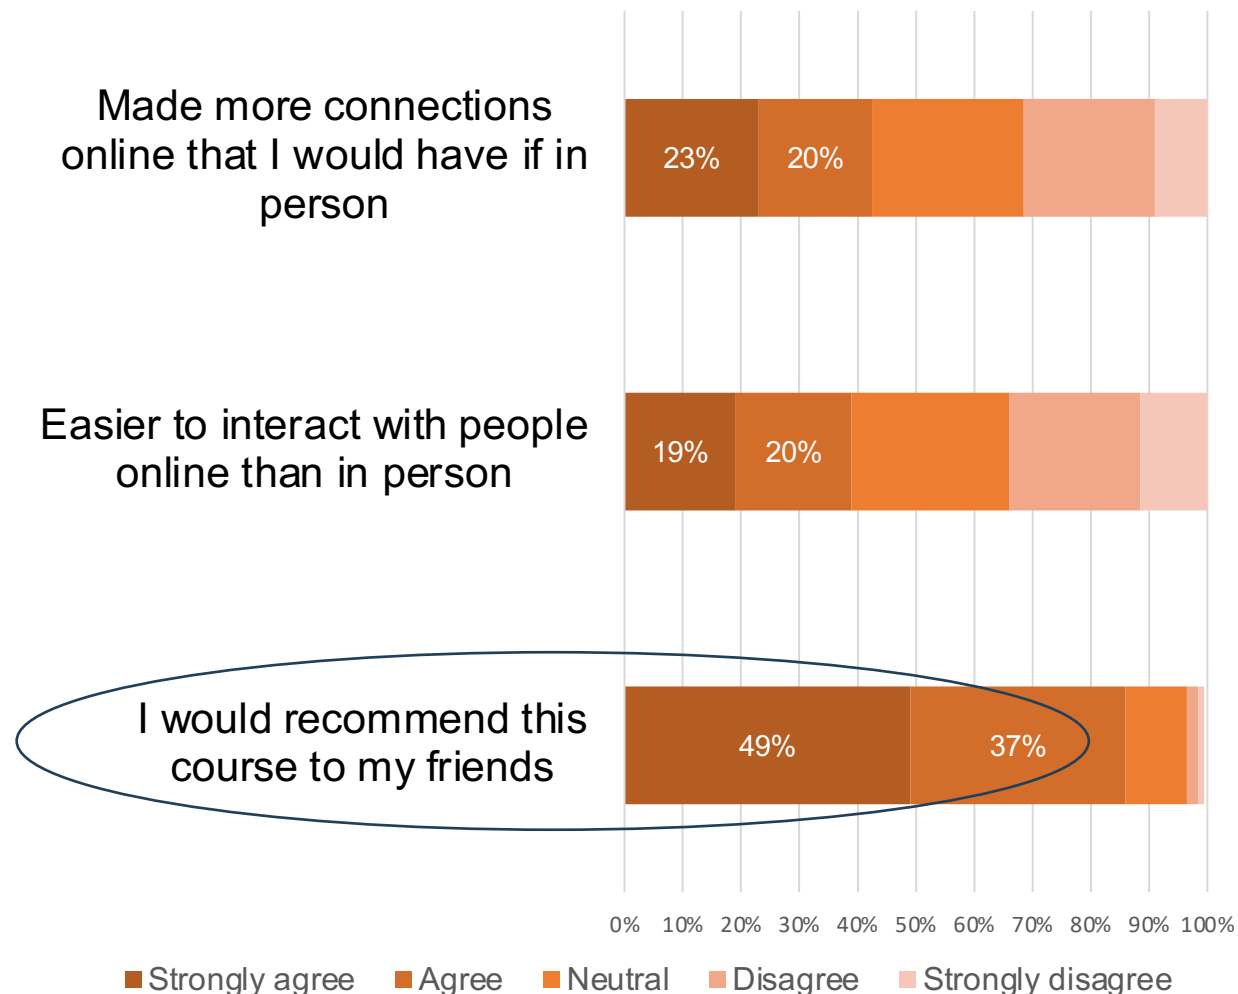 Made more connections
online that I would have if in
person
23% 20%
Easier to interact with people
online than in person
19% 20%
I would recommend this
course to my friends
49% 37%
0% 10% 20% 30% 40% 50% 60% 70% 80% 90% 100%
Strongly agree Agree Neutral Disagree Strongly disagree